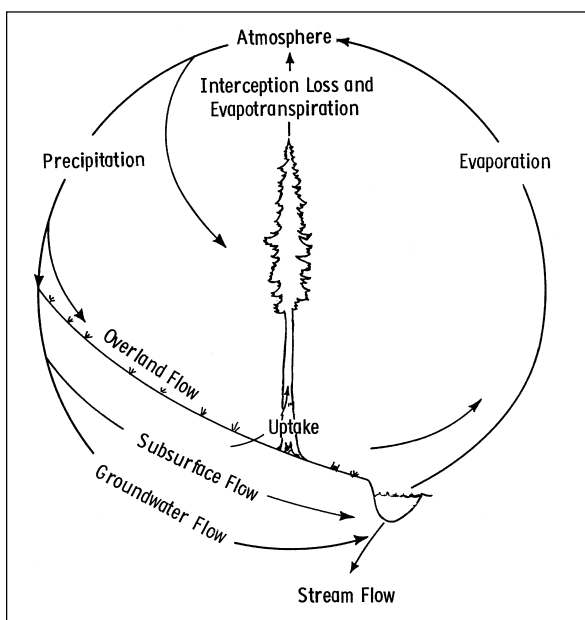 Atmosphere
Interception Loss and
Evapotranspiration
Precipitation
Evaporation
Overland Flow
Uptake
Subsurface Flow
Groundwater Flow
Stream Flow